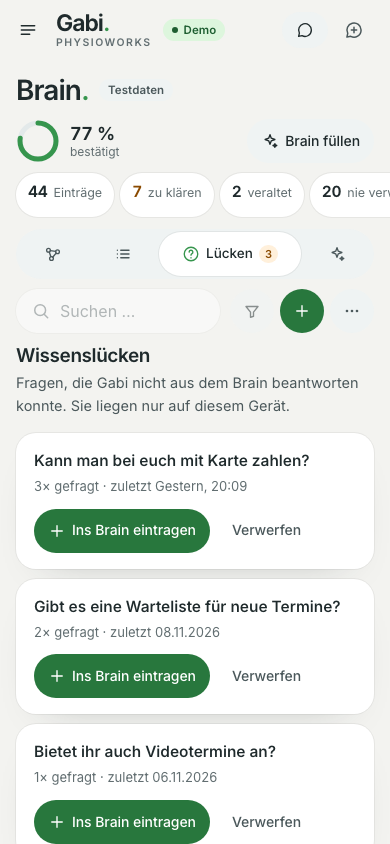 Gabi.
PHYSIOWORKS
Demo
Brain.
Testdaten
77 %
bestätigt
Brain füllen
44 Einträge
7 zu klären
2 veraltet
20 nie
Lücken 3
Suchen ...
Wissenslücken
Fragen, die Gabi nicht aus dem Brain beantworten
konnte. Sie liegen nur auf diesem Gerät.
Kann man bei euch mit Karte zahlen?
3× gefragt · zuletzt Gestern, 20:09
Ins Brain eintragen
Verwerfen
Gibt es eine Warteliste für neue Termine?
2× gefragt · zuletzt 08.11.2026
Ins Brain eintragen
Verwerfen
Bietet ihr auch Videotermine an?
1× gefragt · zuletzt 06.11.2026
Ins Brain eintragen
Verwerfen